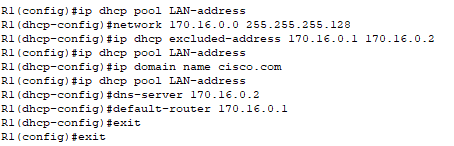 R1(config)#ip dhcp pool LAN-address
R1(dhcp-config)#network 170.16.0.0 255.255.255.128
R1(dhcp-config)#ip dhcp excluded-address 170.16.0.1 170.16.0.2
R1(config)#ip dhcp pool LAN-address
R1(dhcp-config)#ip domain name cisco.com
R1(config)#ip dhcp pool LAN-address
R1(dhcp-config)#dns-server 170.16.0.2
R1(dhcp-config)#default-router 170.16.0.1
R1(dhcp-config)#exit
R1(config)#exit